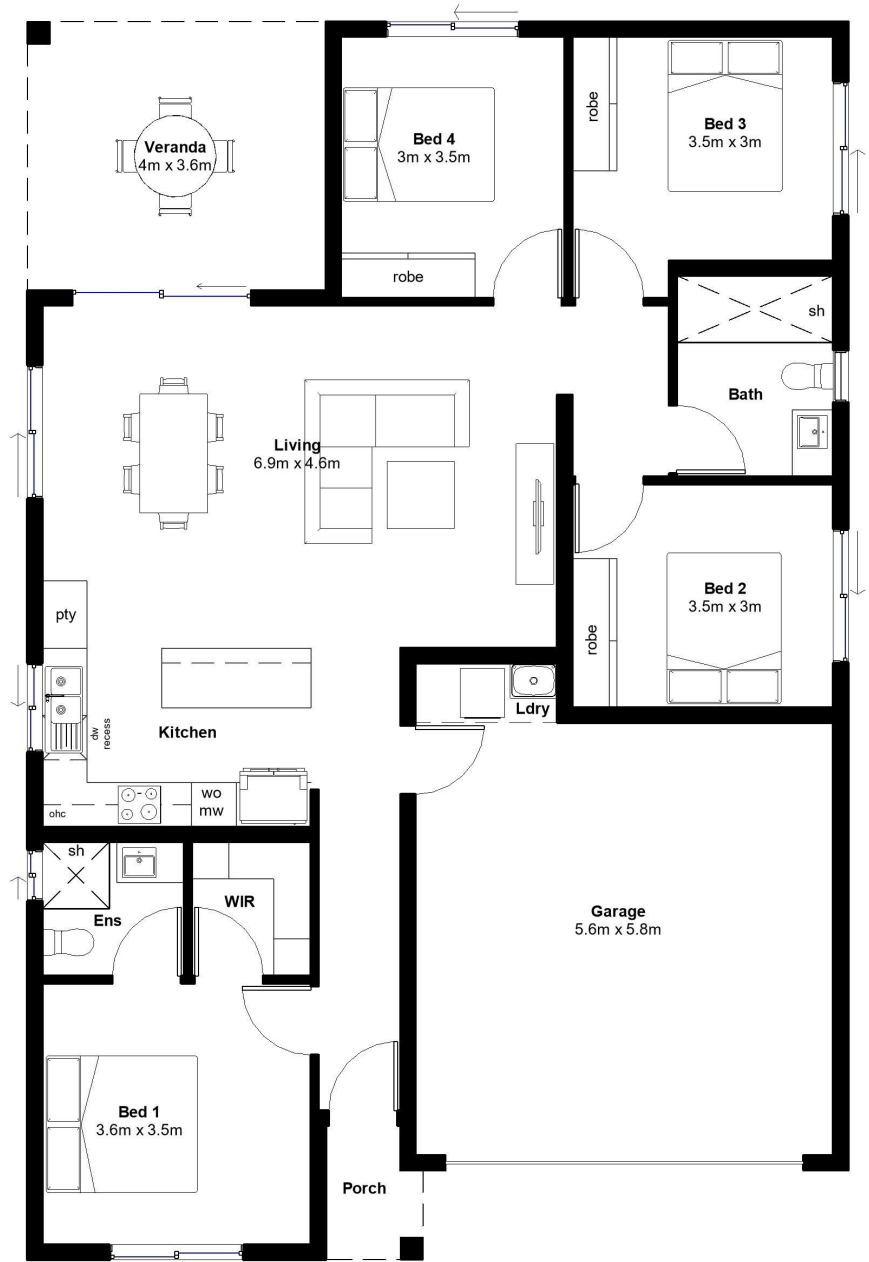 Veranda
4m x 3.6m
Bed 4
3m x 3.5m
robe
robe
Bed 3
3.5m x 3m
sh
Bath
Living
6.9m x 4.6m
Bed 2
3.5m x 3m
robe
pty
Ldry
Kitchen
dw
recess
wo
mw
ohc
sh
Ens
WIR
Garage
5.6m x 5.8m
Bed 1
3.6m x 3.5m
Porch